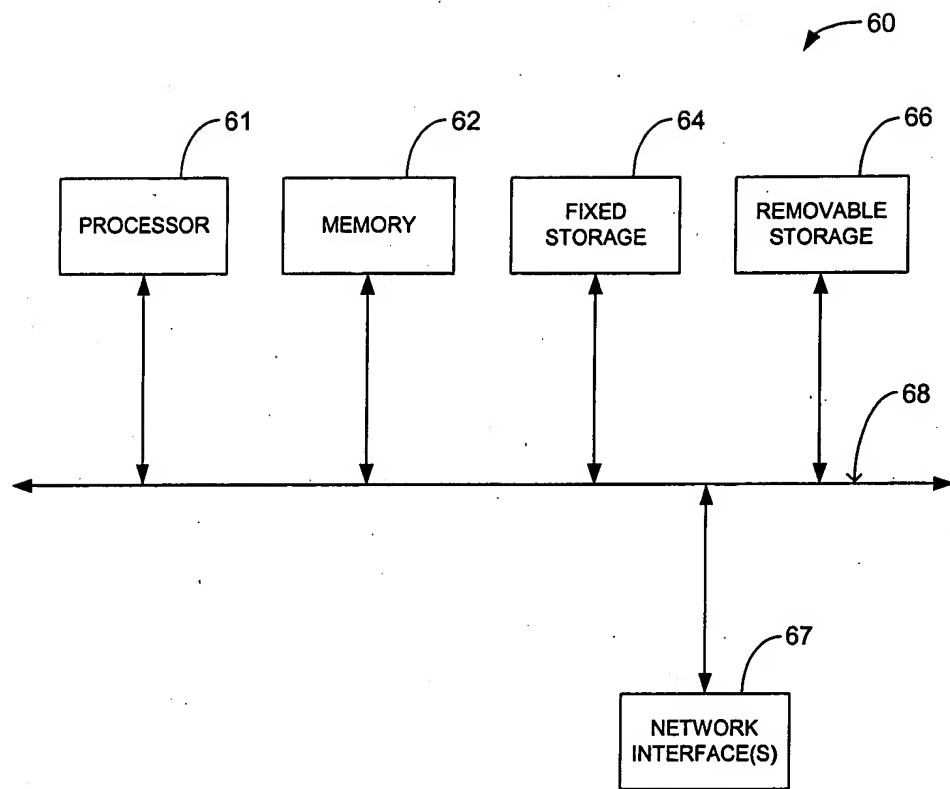 60
61
62
64
66
PROCESSOR
MEMORY
FIXED
STORAGE
REMOVABLE
STORAGE
68
67
NETWORK
INTERFACE(S)